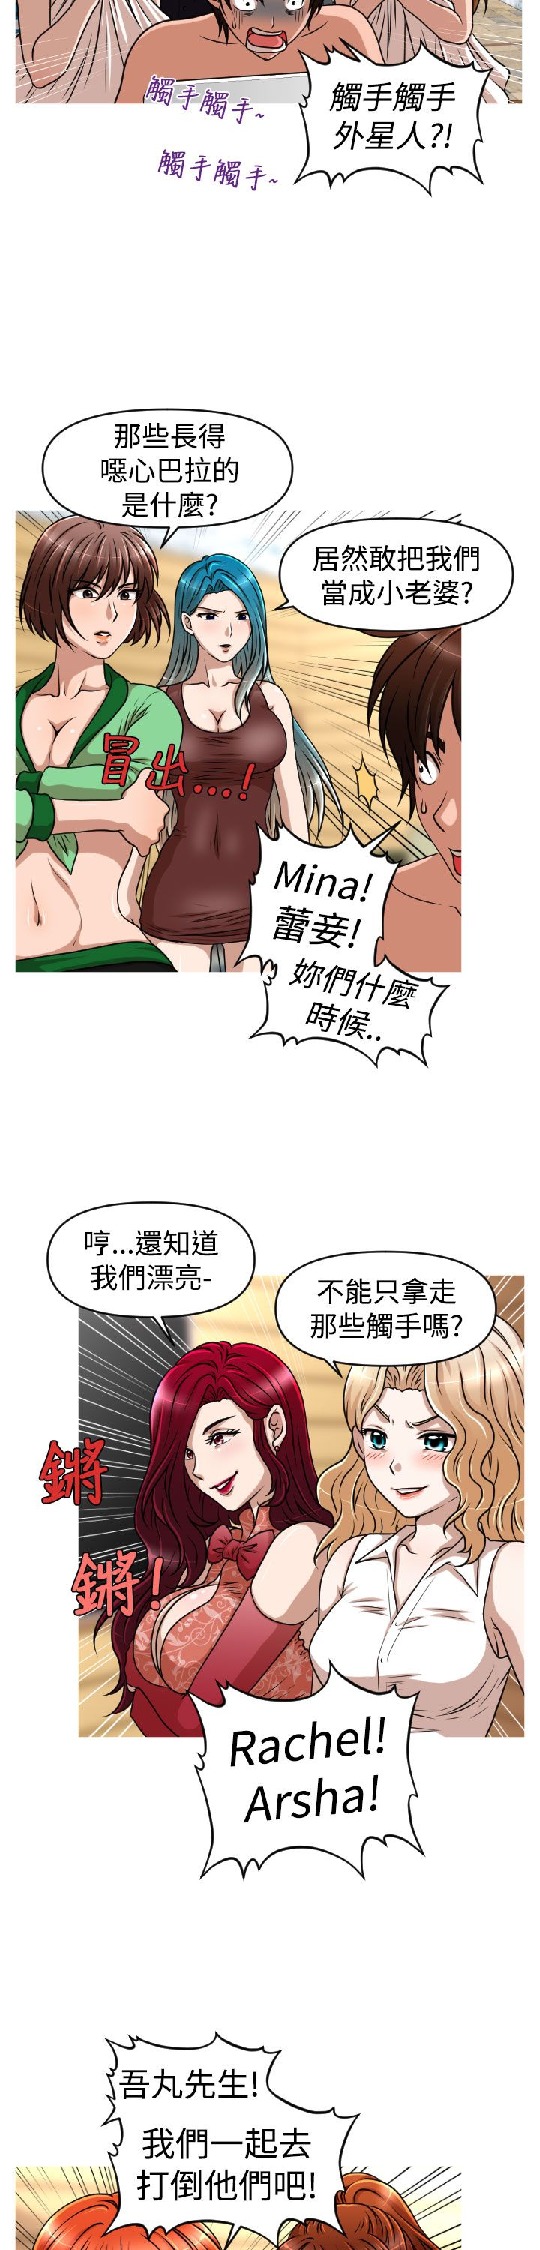 觸手觸手~
觸手觸手~
觸手觸手
外星人?!
那些長得
噁心巴拉的
是什麼?
居然敢把我們
當成小老婆?
冒出...!
Mina!
蕾妾!
妳們什麼
時候..
哼...還知道
我們漂亮-
不能只拿走
那些觸手嗎?
鏘
鏘!
Rachel!
Arsha!
吾丸先生!
我們一起去
打倒他們吧!